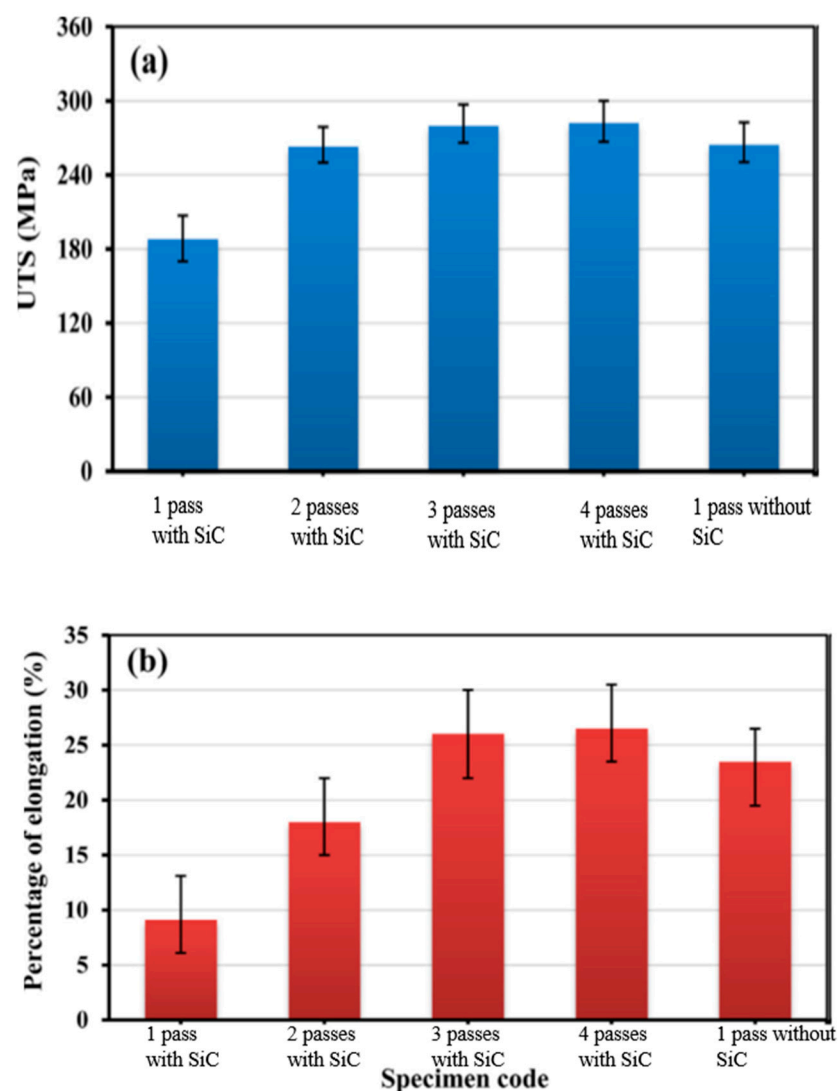 360
(a)
300
240
180
120
60
0
UTS (MPa)
1 pass
with SiC
2 passes
with SiC
3 passes
with SiC
4 passes
with SiC
1 pass without
SiC
35
(b)
30
25
20
15
10
5
0
Percentage of elongation (%)
1 pass
with SiC
2 passes
with SiC
3 passes
with SiC
4 passes
with SiC
1 pass without
SiC
Specimen code